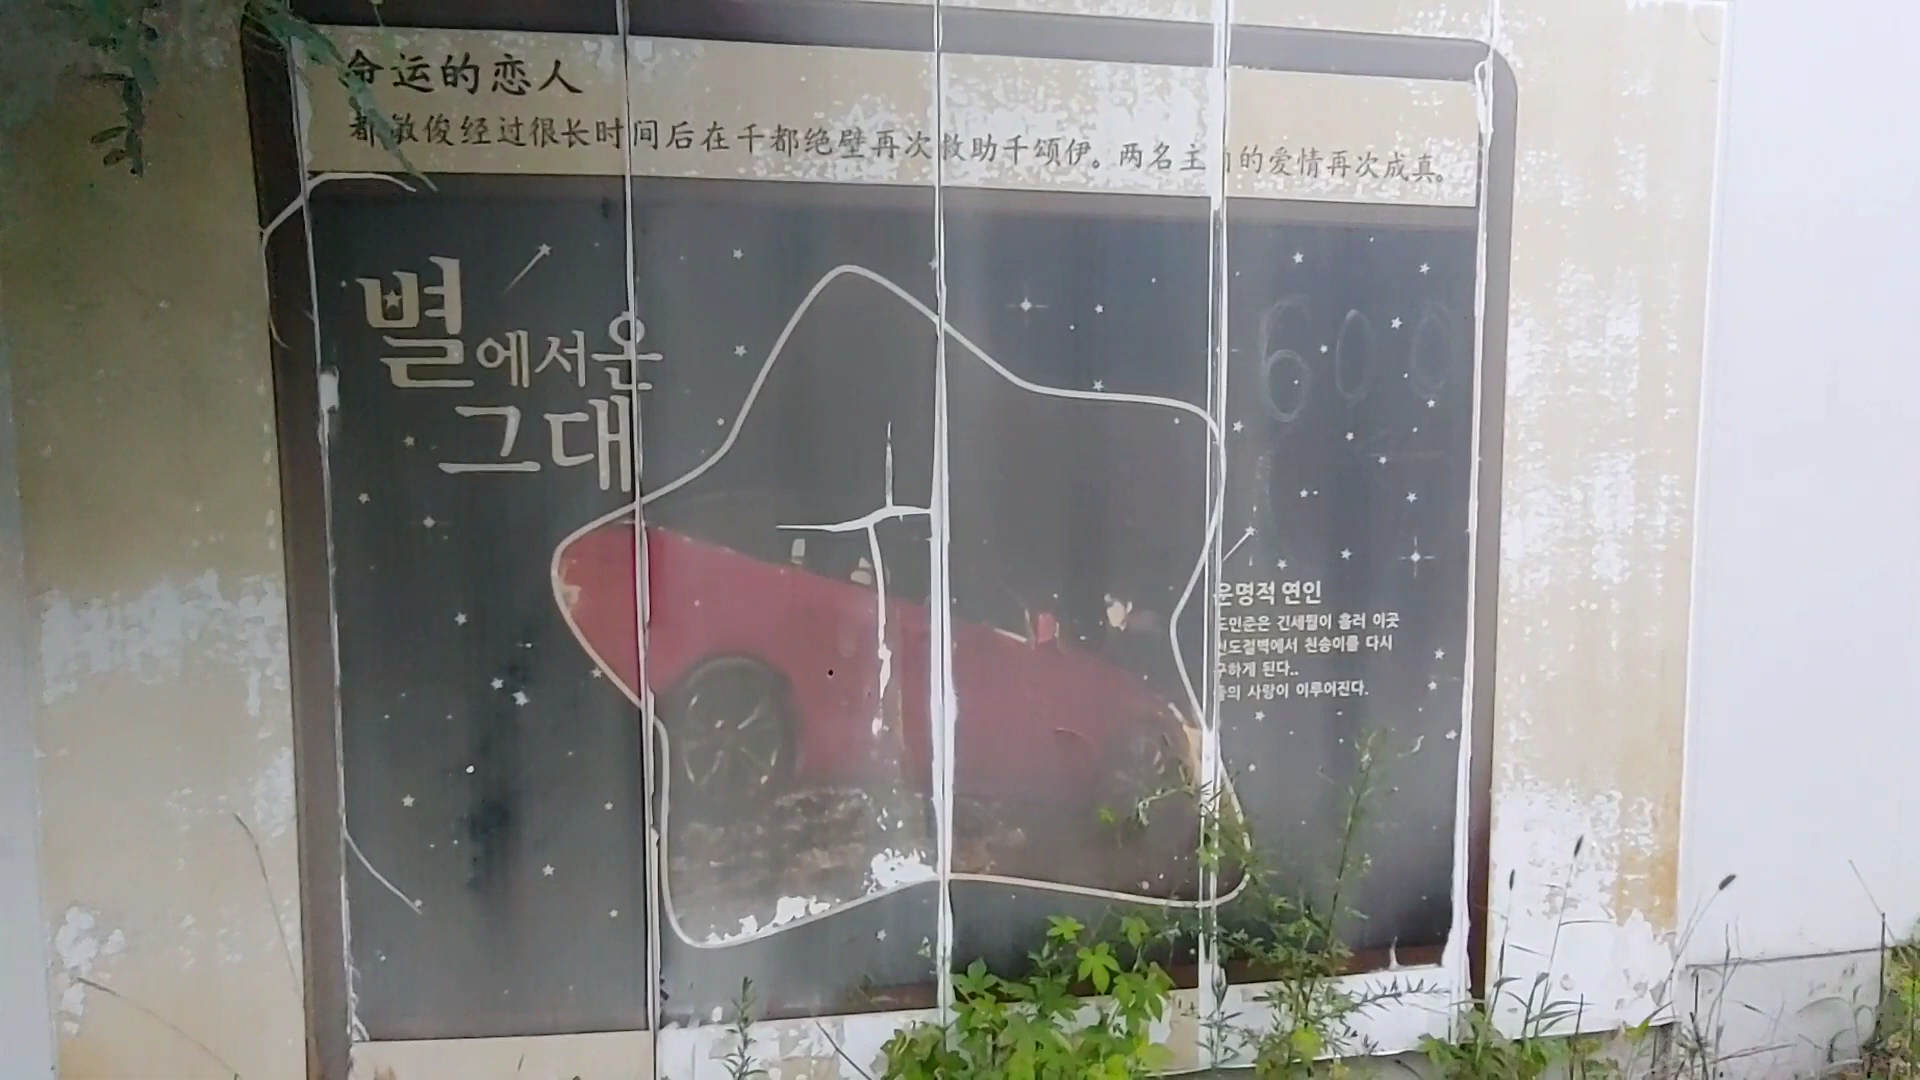 命运的恋人
都敏俊经过很长时间后在千都绝壁再次救助千颂伊。两名主 的爱情再次成真。
별에서 온
그대
600
운명적 연인
도민준은 긴세월이 흘러 이곳
천도절벽에서 천송이를 다시
구하게 된다..
둘의 사랑이 이루어진다.